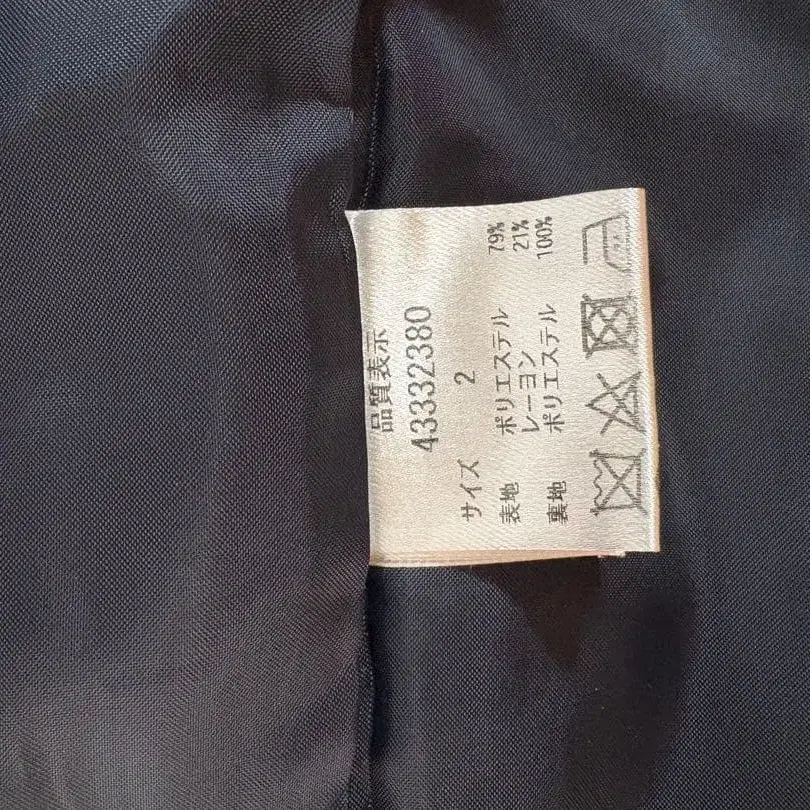 品質表示
43332380
サイズ 2
表地 ポリエステル 79%
レーヨン 21%
裏地 ポリエステル 100%